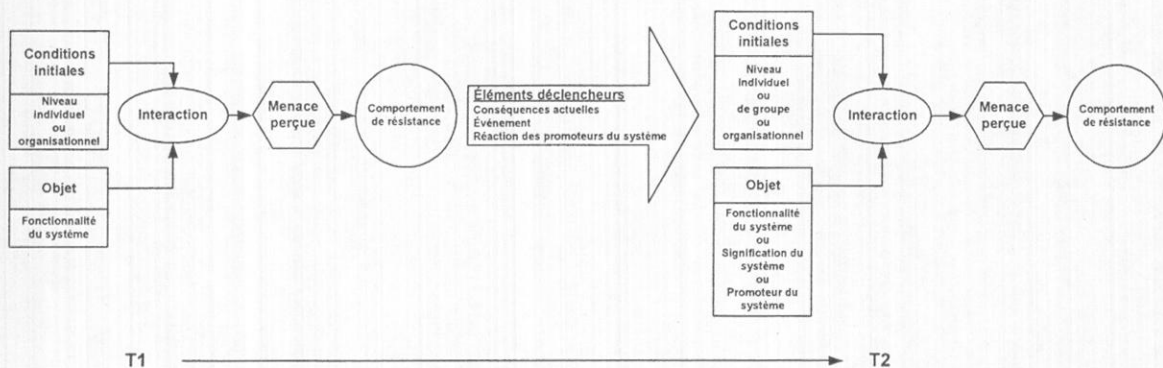 Conditions
initiales
Niveau
individuel
ou
organisationnel
Objet
Fonctionnalité
du système
Interaction
Menace
perçue
Comportement
de résistance
Éléments déclencheurs
Conséquences actuelles
Événement
Réaction des promoteurs du système
Conditions
initiales
Niveau
Individuel
ou
de groupe
ou
organisationnel
Objet
Fonctionnalité
du système
ou
Signification du
système
ou
Promoteur du
système
Interaction
Menace
perçue
Comportement
de résistance
T1
T2